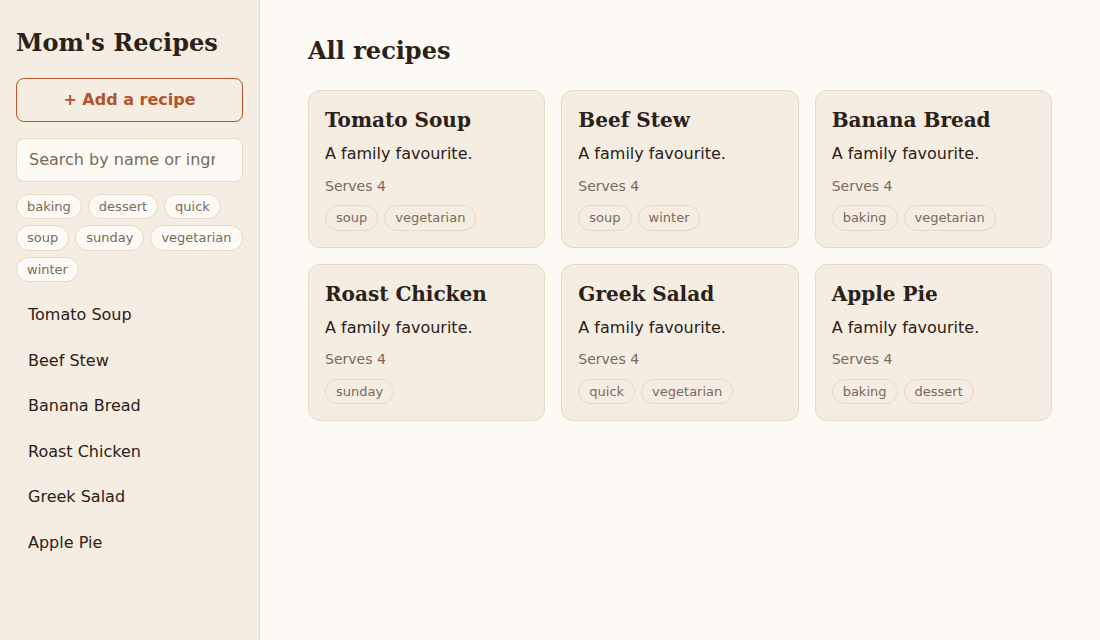 Mom's Recipes
+ Add a recipe
Search by name or ingr
baking dessert quick
soup sunday vegetarian
winter
Tomato Soup
Beef Stew
Banana Bread
Roast Chicken
Greek Salad
Apple Pie
All recipes
Tomato Soup
A family favourite.
Serves 4
soup vegetarian
Beef Stew
A family favourite.
Serves 4
soup winter
Banana Bread
A family favourite.
Serves 4
baking vegetarian
Roast Chicken
A family favourite.
Serves 4
sunday
Greek Salad
A family favourite.
Serves 4
quick vegetarian
Apple Pie
A family favourite.
Serves 4
baking dessert